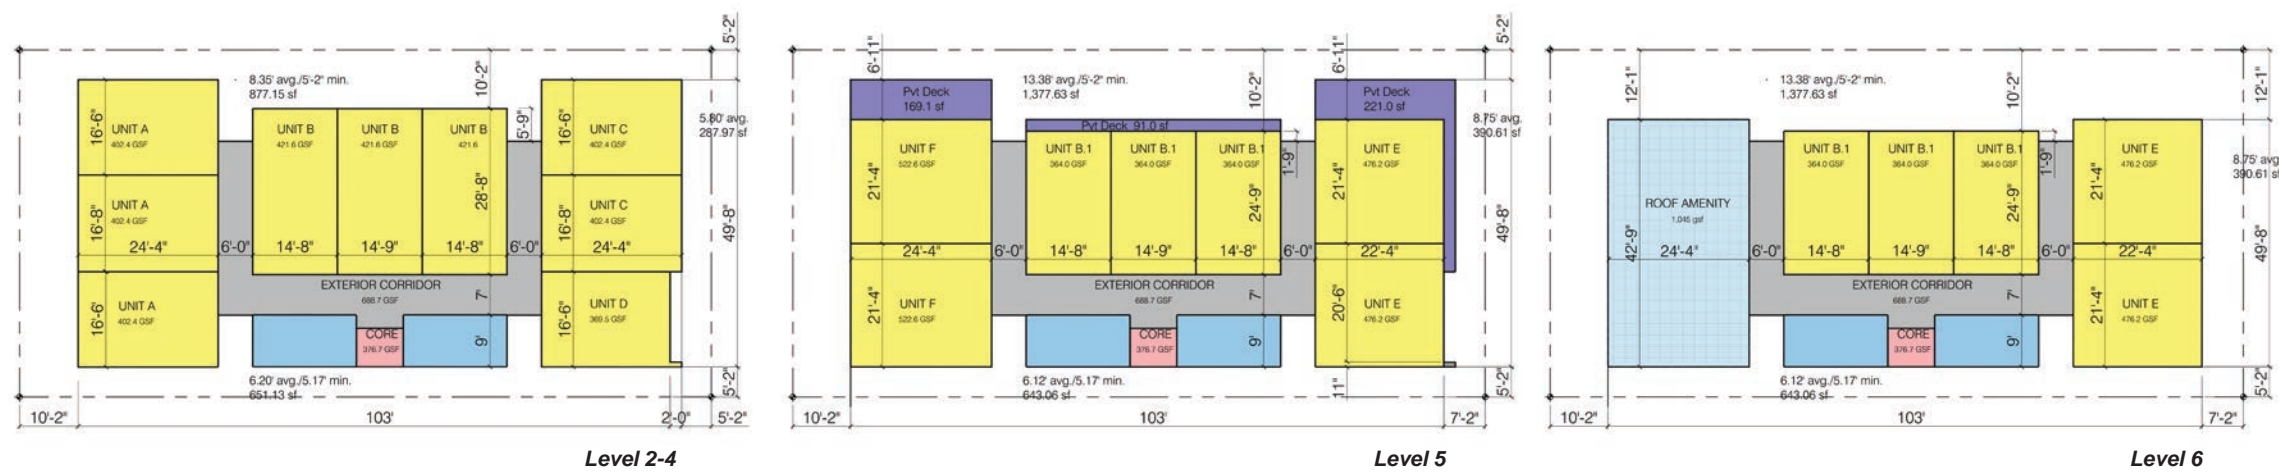 5'-2"
8.35' avg./5'-2" min.
877.15 sf
10'-2"
16'-6"
UNIT A
402.4 GSF
UNIT B
421.6 GSF
UNIT B
421.6 GSF
UNIT B
421.6
5'-9"
16'-6"
UNIT C
402.4 GSF
5.80' avg.
287.97 sf
16'-8"
UNIT A
402.4 GSF
28'-8"
16'-8"
UNIT C
402.4 GSF
49'-8"
24'-4"
6'-0"
14'-8"
14'-9"
14'-8"
6'-0"
24'-4"
EXTERIOR CORRIDOR
688.7 GSF
7'
16'-6"
UNIT A
402.4 GSF
16'-6"
UNIT D
369.5 GSF
CORE
376.7 GSF
9'
6.20' avg./5.17' min.
651.13 sf
5'-2"
10'-2"
103'
2'-0"
5'-2"
Level 2-4
5'-2"
6'-11"
13.38' avg./5'-2" min.
1,377.63 sf
10'-2"
6'-11"
Pvt Deck
169.1 sf
Pvt Deck
221.0 sf
Pvt Deck 91.0 sf
8.75' avg.
390.61 sf
UNIT F
522.6 GSF
UNIT B.1
364.0 GSF
UNIT B.1
364.0 GSF
UNIT B.1
364.0 GSF
1'-9"
UNIT E
476.2 GSF
21'-4"
24'-9"
21'-4"
49'-8"
24'-4"
6'-0"
14'-8"
14'-9"
14'-8"
6'-0"
22'-4"
EXTERIOR CORRIDOR
688.7 GSF
7'
21'-4"
UNIT F
522.6 GSF
20'-6"
UNIT E
476.2 GSF
CORE
376.7 GSF
9'
6.12' avg./5.17' min.
643.06 sf
11"
5'-2"
10'-2"
103'
7'-2"
Level 5
12'-1"
13.38' avg./5'-2" min.
1,377.63 sf
10'-2"
12'-1"
UNIT B.1
364.0 GSF
UNIT B.1
364.0 GSF
UNIT B.1
364.0 GSF
1'-9"
UNIT E
476.2 GSF
8.75' avg
390.61 sf
ROOF AMENITY
1,045 gsf
24'-9"
21'-4"
42'-9"
24'-4"
6'-0"
14'-8"
14'-9"
14'-8"
6'-0"
22'-4"
49'-8"
EXTERIOR CORRIDOR
688.7 GSF
7'
21'-4"
UNIT E
476.2 GSF
CORE
376.7 GSF
9'
6.12' avg./5.17' min.
643.06 sf
5'-2"
10'-2"
103'
7'-2"
Level 6